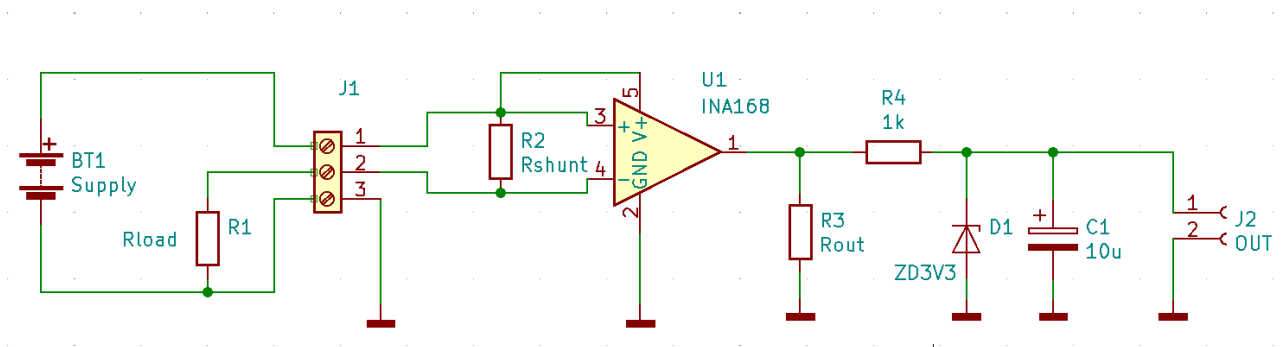 BT1
Supply
Rload
R1
J1
1
2
3
R2
Rshunt
3
4
5
2
+
V+
GND
U1
INA168
1
R3
Rout
R4
1k
D1
ZD3V3
+
C1
10u
1
2
J2
OUT